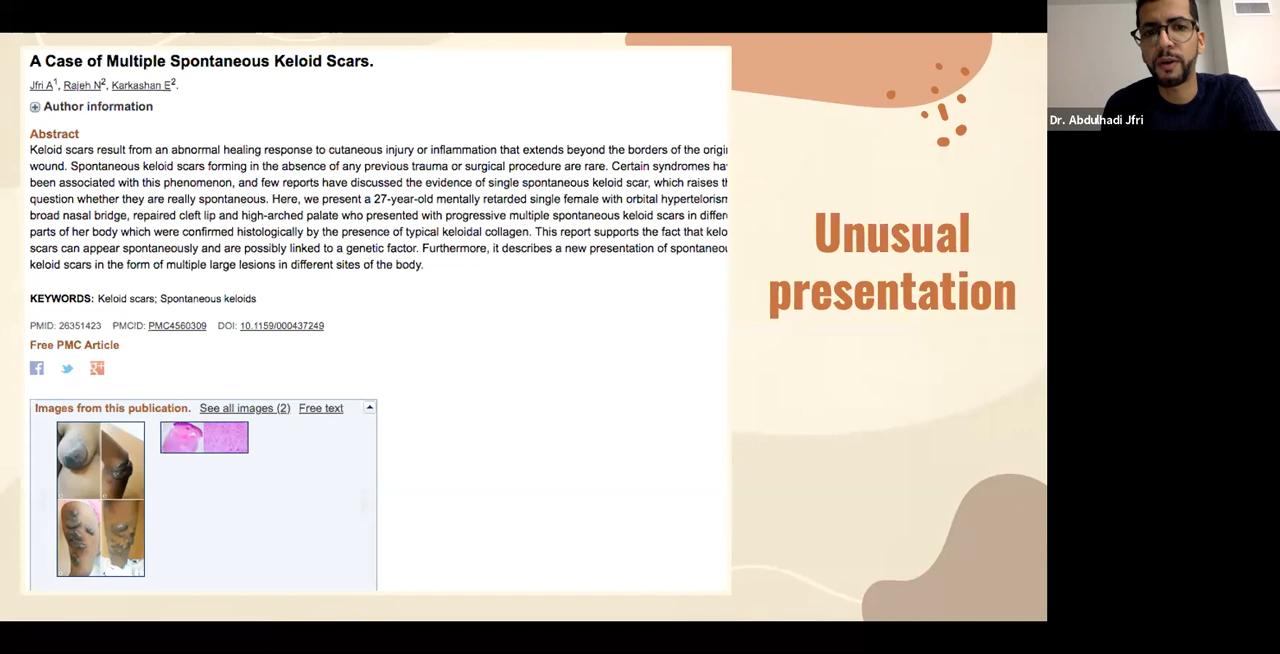 A Case of Multiple Spontaneous Keloid Scars.
Jfri A1, Rajeh N2, Karkashan E2.
Author information
Abstract
Keloid scars result from an abnormal healing response to cutaneous injury or inflammation that extends beyond the borders of the
wound. Spontaneous keloid scars forming in the absence of any previous trauma or surgical procedure are rare. Certain syndromes
been associated with this phenomenon, and few reports have discussed the evidence of single spontaneous keloid scar, which raises
question whether they are really spontaneous. Here, we present a 27-year-old mentally retarded single female with orbital
broad nasal bridge, repaired cleft lip and high-arched palate who presented with progressive multiple spontaneous keloid scars in
parts of her body which were confirmed histologically by the presence of typical keloidal collagen. This report supports the fact that
scars can appear spontaneously and are possibly linked to a genetic factor. Furthermore, it describes a new presentation of
keloid scars in the form of multiple large lesions in different sites of the body.
KEYWORDS: Keloid scars; Spontaneous keloids
PMID: 26351423 PMCID: PMC4560309 DOI: 10.1159/000437249
Free PMC Article
Images from this publication. See all images (2) Free text
Unusual
presentation
Dr. Abdulhadi Jfri